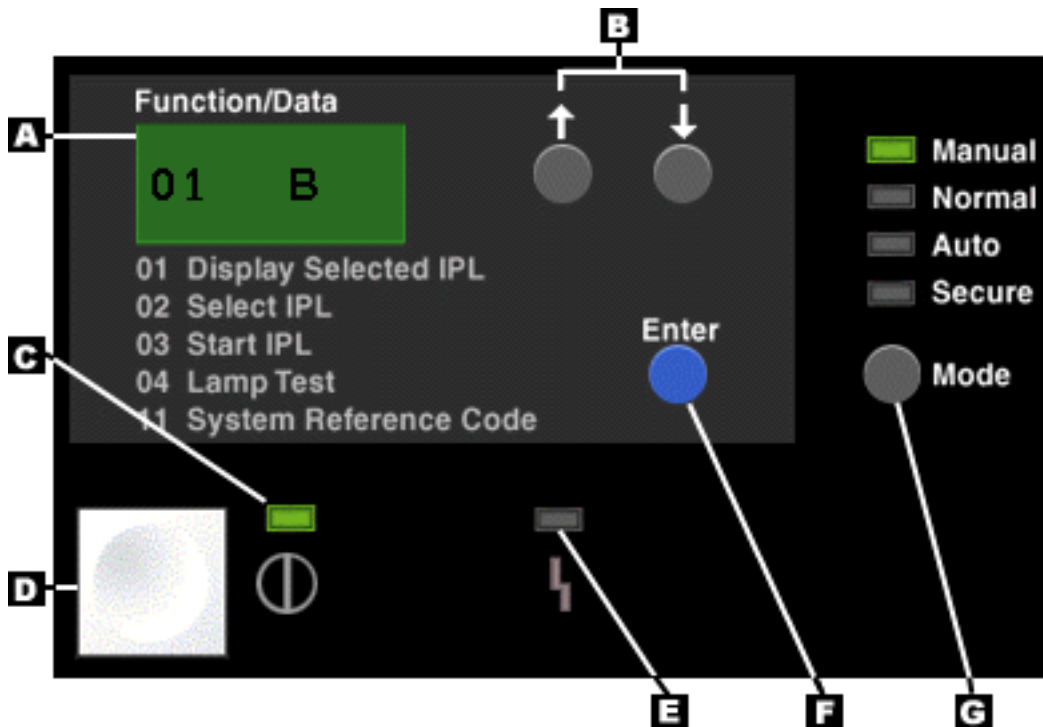 B
Function/Data
A
01 B
Manual
Normal
Auto
Secure
01 Display Selected IPL
02 Select IPL
03 Start IPL
04 Lamp Test
11 System Reference Code
Enter
Mode
C
D
E
F
G